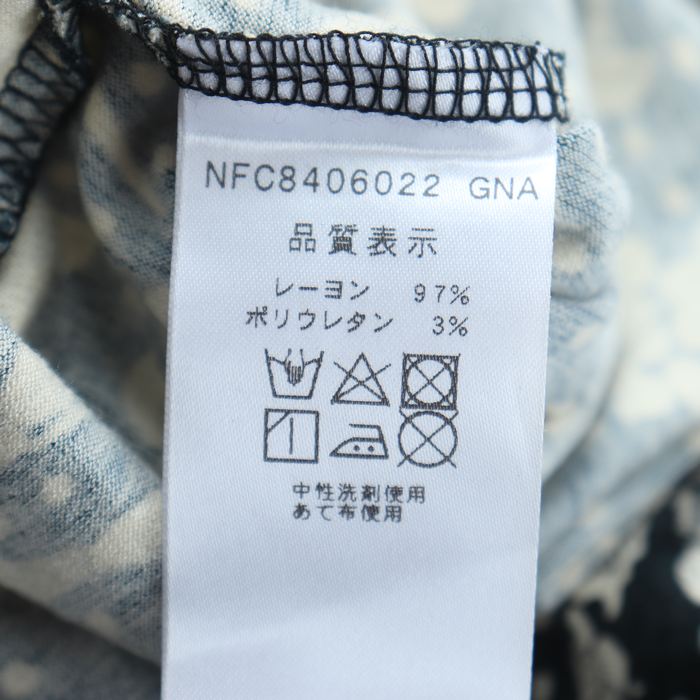 NFC8406022 GNA
品質表示
レーヨン 97%
ポリウレタン 3%
中性洗剤使用
あて布使用